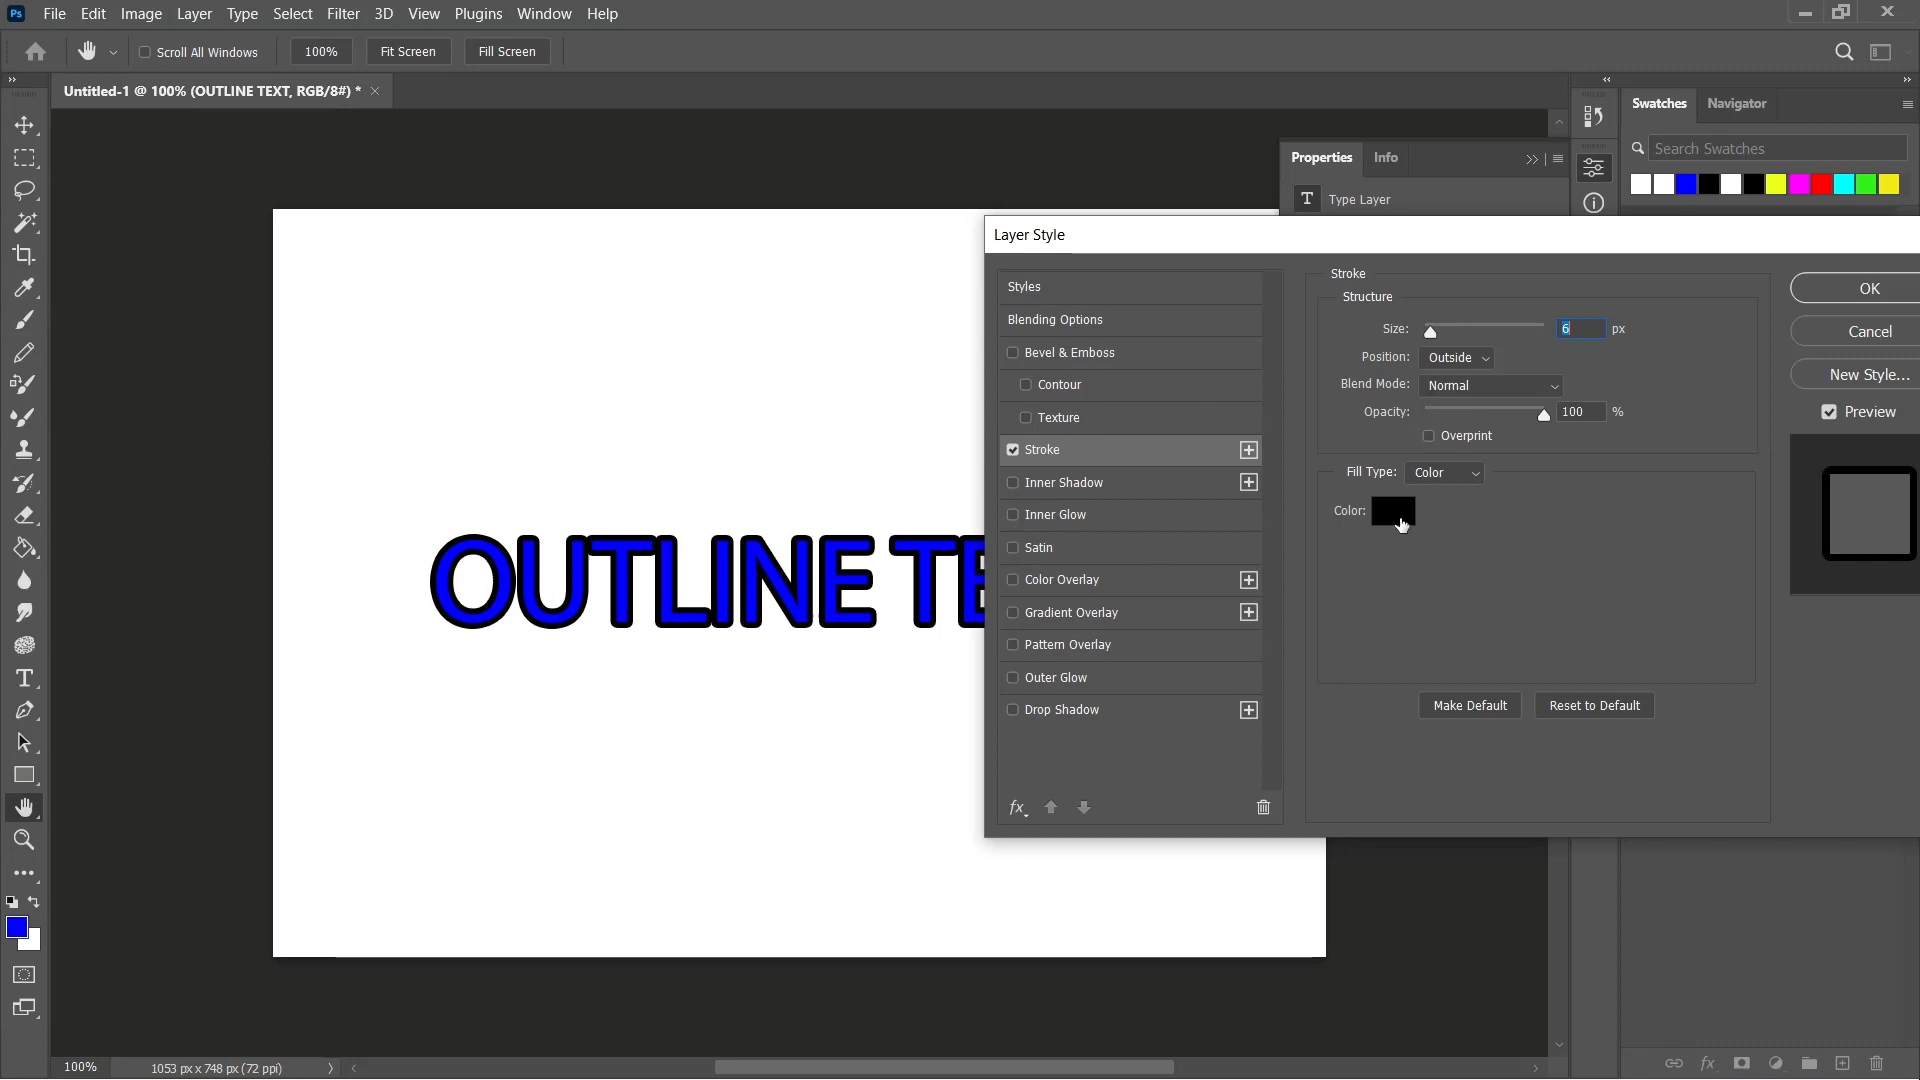 Ps File Edit Image Layer Type Select Filter 3D View Plugins Window Help
Scroll All Windows 100% Fit Screen Fill Screen
Untitled-1 @ 100% (OUTLINE TEXT, RGB/8#) *
Swatches Navigator
Search Swatches
Properties Info
T Type Layer
Layer Style
Styles
Blending Options
Bevel & Emboss
Contour
Texture
Stroke
Inner Shadow
Inner Glow
Satin
Color Overlay
Gradient Overlay
Pattern Overlay
Outer Glow
Drop Shadow
fx
Stroke
Structure
Size: 6 px
Position: Outside
Blend Mode: Normal
Opacity: 100 %
Overprint
Fill Type: Color
Color:
Make Default Reset to Default
OK
Cancel
New Style...
Preview
OUTLINE TE
100% 1053 px x 748 px (72 ppi)
fx